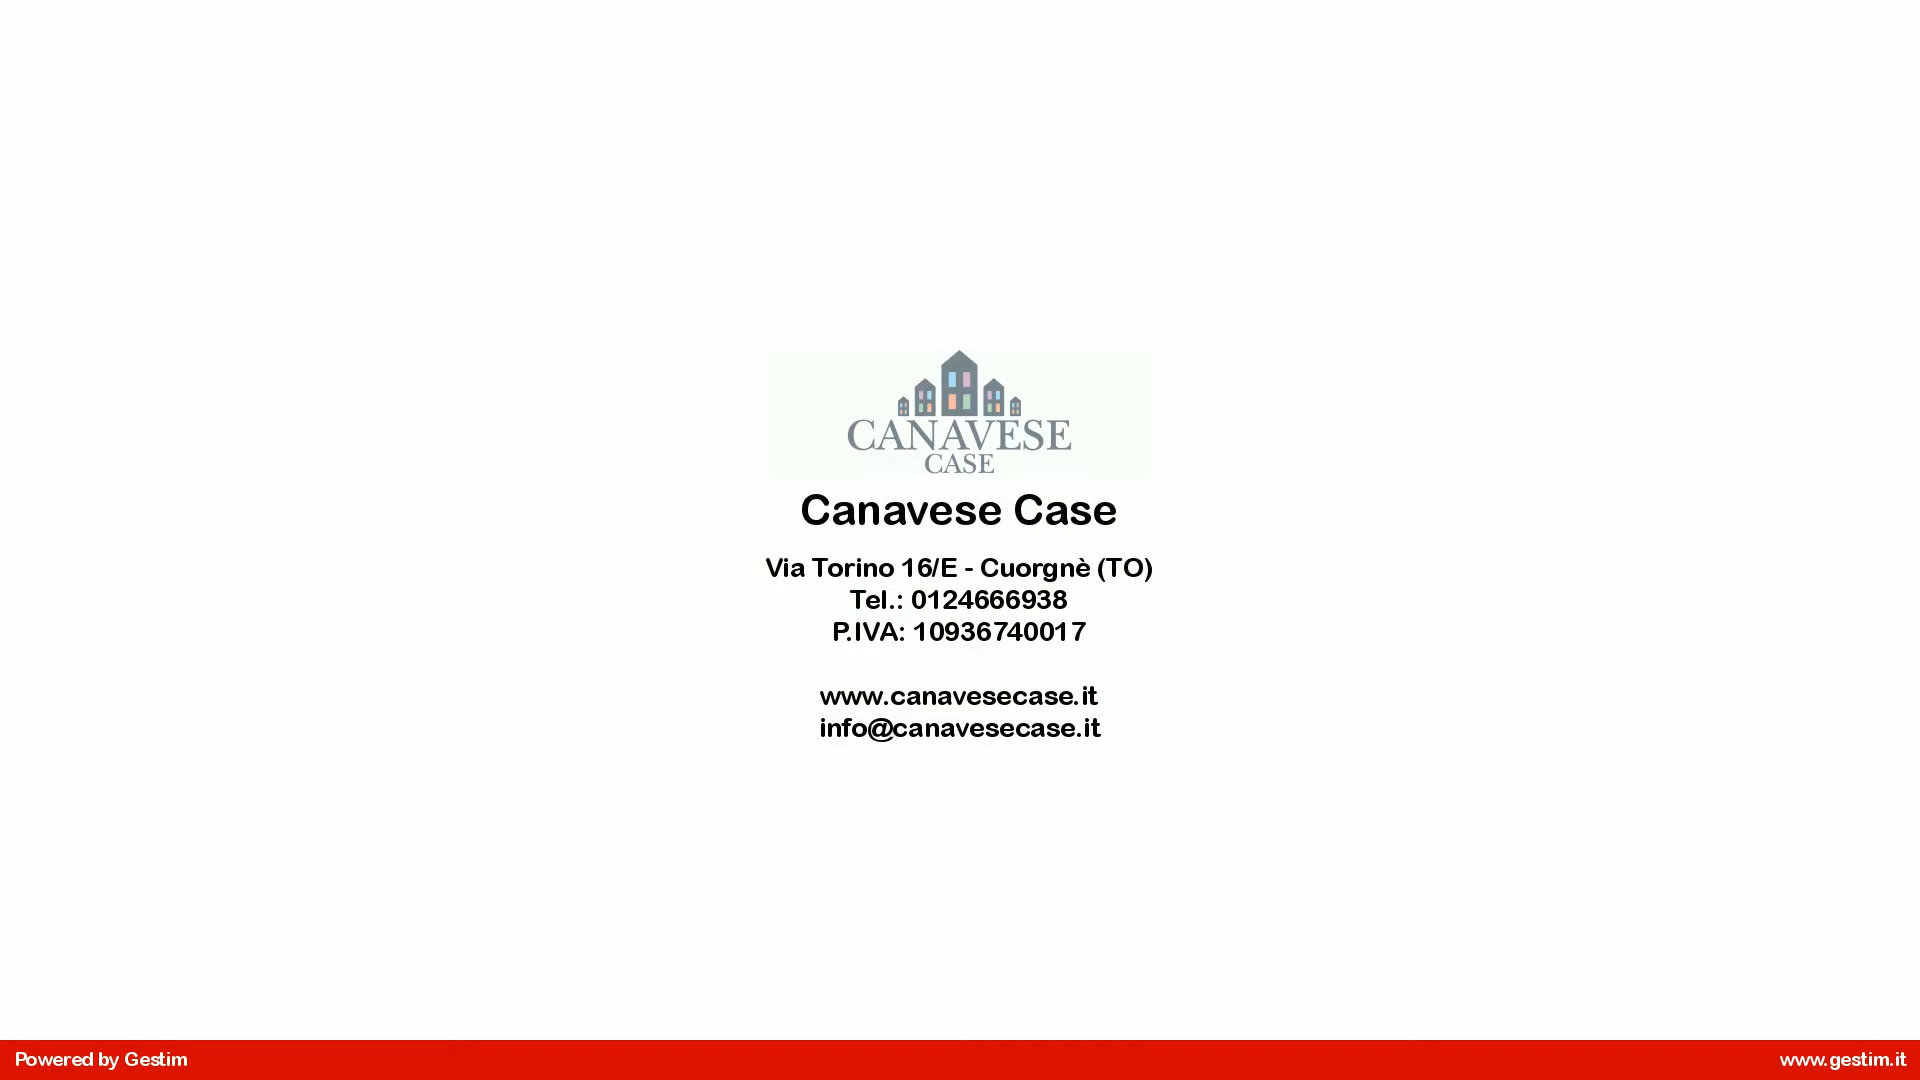 CANAVESE
CASE
Canavese Case
Via Torino 16/E - Cuorgnè (TO)
Tel.: 0124666938
P.IVA: 10936740017
www.canavesecase.it
info@canavesecase.it
Powered by Gestim
www.gestim.it